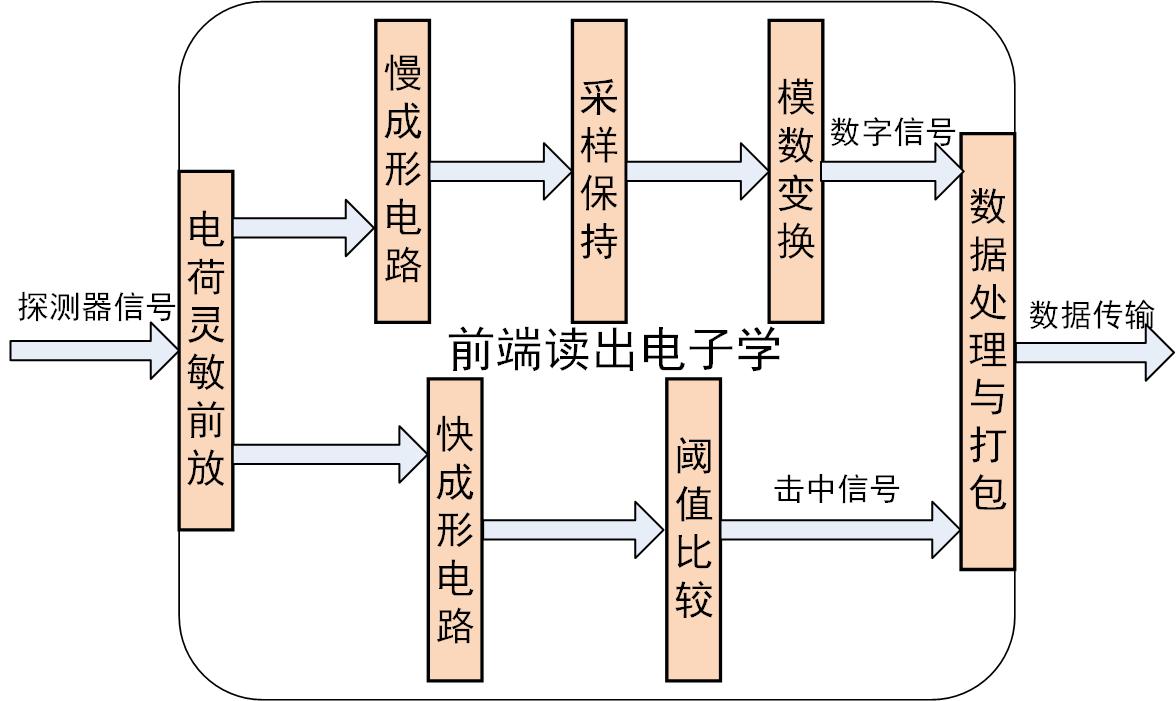 探测器信号
电荷灵敏前放
慢成形电路
采样保持
模数变换
数字信号
前端读出电子学
快成形电路
阈值比较
击中信号
数据处理与打包
数据传输